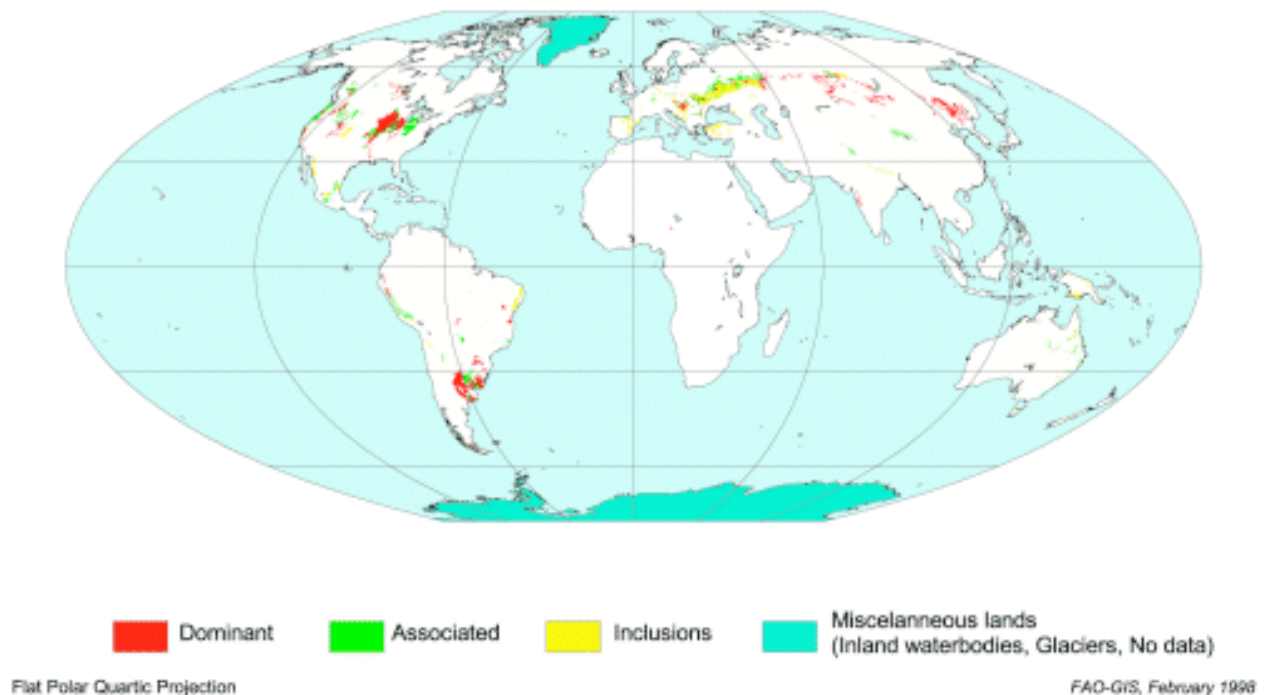 Dominant
Associated
Inclusions
Miscelanneous lands
(Inland waterbodies, Glaciers, No data)
Flat Polar Quartic Projection
FAO-GIS, February 1998